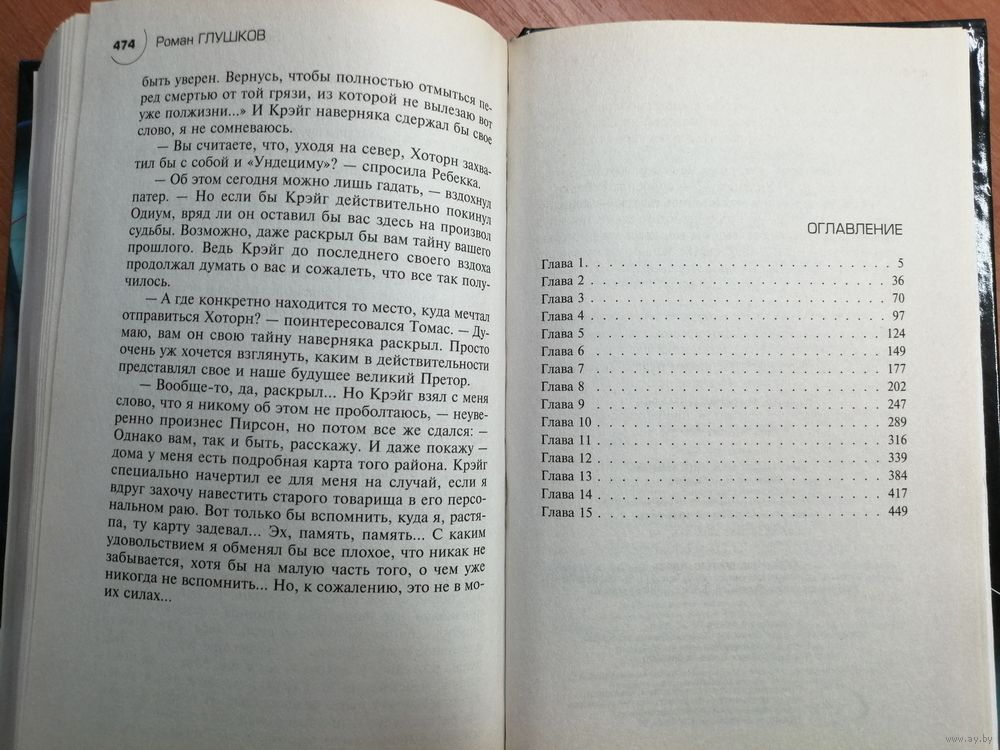 474 Роман ГЛУШКОВ
быть уверен. Вернусь, чтобы полностью отмыться пе-
ред смертью от той грязи, из которой не вылезаю вот
уже полжизни...» И Крэйг наверняка сдержал бы свое
слово, я не сомневаюсь.
— Вы считаете, что, уходя на север, Хоторн захва-
тил бы с собой и «Ундециму»? — спросила Ребекка.
— Об этом сегодня можно лишь гадать, — вздохнул
патер. — Но если бы Крэйг действительно покинул
Одиум, вряд ли он оставил бы вас здесь на произвол
судьбы. Возможно, даже раскрыл бы вам тайну вашего
прошлого. Ведь Крэйг до последнего своего вздоха
продолжал думать о вас и сожалеть, что все так полу-
чилось.
— А где конкретно находится то место, куда мечтал
отправиться Хоторн? — поинтересовался Томас. — Ду-
маю, вам он свою тайну наверняка раскрыл. Просто
очень уж хочется взглянуть, каким в действительности
представлял свое и наше будущее великий Претор.
— Вообще-то, да, раскрыл... Но Крэйг взял с меня
слово, что я никому об этом не проболтаюсь, — неуве-
ренно произнес Пирсон, но потом все же сдался: —
Однако вам, так и быть, расскажу. И даже покажу —
дома у меня есть подробная карта того района. Крэйг
специально начертил ее для меня на случай, если я
вдруг захочу навестить старого товарища в его персо-
нальном раю. Вот только бы вспомнить, куда я, растя-
па, ту карту задевал... Эх, память, память... С каким
удовольствием я обменял бы все плохое, что никак не
забывается, хотя бы на малую часть того, о чем уже
никогда не вспомнить... Но, к сожалению, это не в мо-
их силах...
ОГЛАВЛЕНИЕ
Глава 1. . . . . . . . . . . . . . . . . . . . 5
Глава 2 . . . . . . . . . . . . . . . . . . . . 36
Глава 3 . . . . . . . . . . . . . . . . . . . . 70
Глава 4 . . . . . . . . . . . . . . . . . . . . 97
Глава 5 . . . . . . . . . . . . . . . . . . . . 124
Глава 6 . . . . . . . . . . . . . . . . . . . . 149
Глава 7 . . . . . . . . . . . . . . . . . . . . 177
Глава 8 . . . . . . . . . . . . . . . . . . . . 202
Глава 9 . . . . . . . . . . . . . . . . . . . . 247
Глава 10 . . . . . . . . . . . . . . . . . . . . 289
Глава 11 . . . . . . . . . . . . . . . . . . . . 316
Глава 12 . . . . . . . . . . . . . . . . . . . . 339
Глава 13 . . . . . . . . . . . . . . . . . . . . 384
Глава 14 . . . . . . . . . . . . . . . . . . . . 417
Глава 15 . . . . . . . . . . . . . . . . . . . . 449
www.ay.by